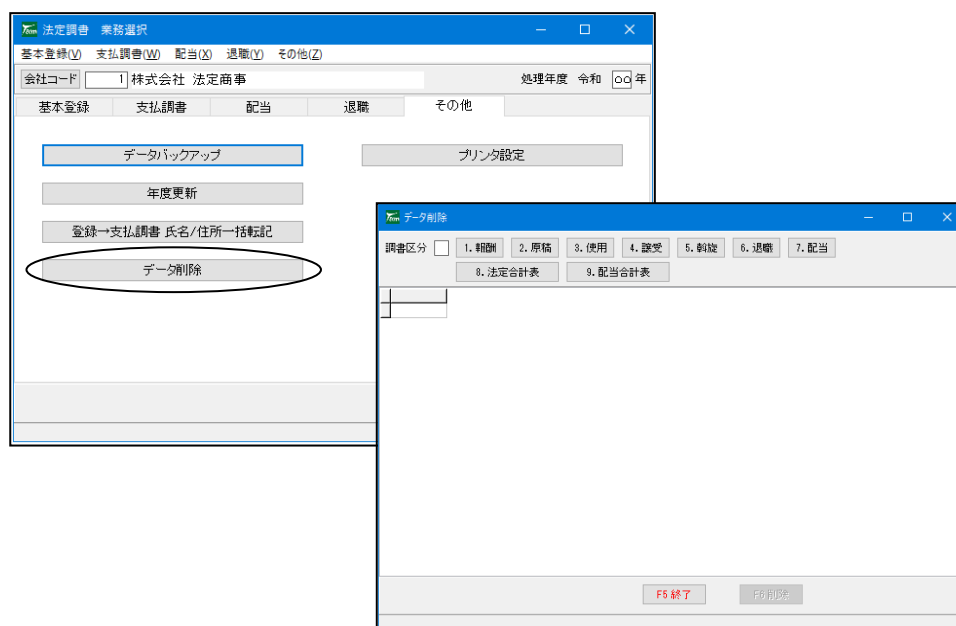 Tcom 法定調書 業務選択
基本登録(V) 支払調書(W) 配当(X) 退職(Y) その他(Z)
会社コード 1 株式会社 法定商事 処理年度 令和 ○○ 年
基本登録 支払調書 配当 退職 その他
データバックアップ プリンタ設定
年度更新
登録→支払調書 氏名/住所一括転記
データ削除
データ削除
調書区分 1.報酬 2.原稿 3.使用 4.譲受 5.斡旋 6.退職 7.配当
8.法定合計表 9.配当合計表
F5 終了 F6 削除